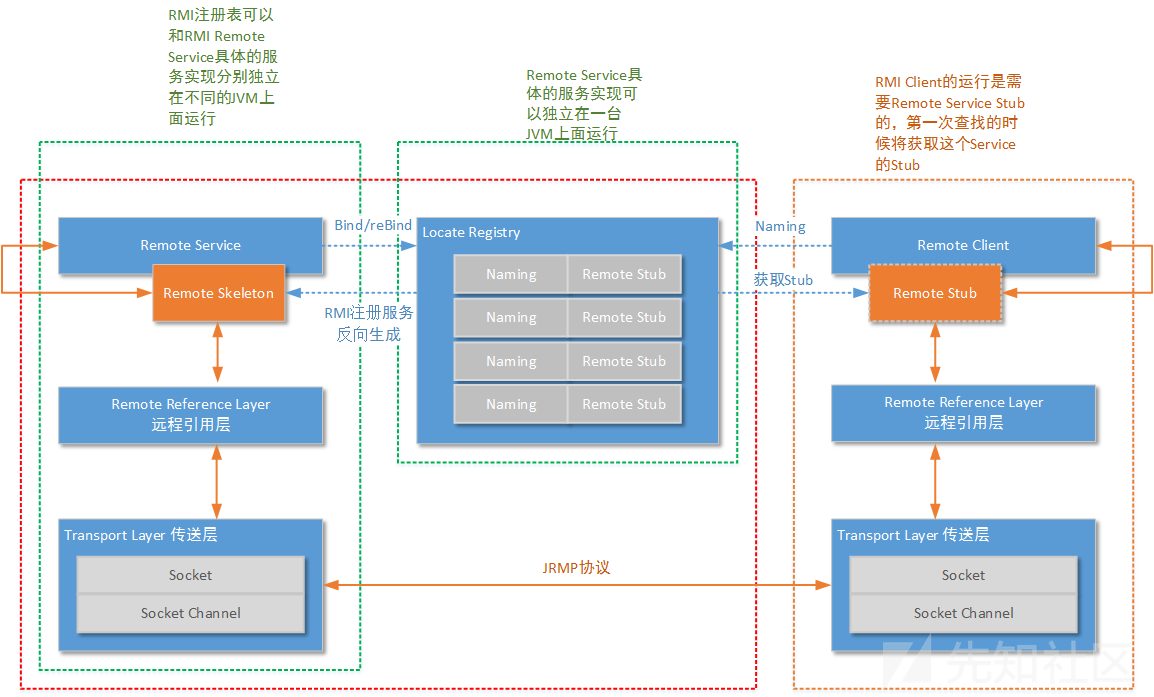 RMI注册表可以
和RMI Remote
Service具体的服
务实现分别独立
在不同的JVM上
面运行
Remote Service具
体的服务实现可
以独立在一台
JVM上面运行
RMI Client的运行是需
要Remote Service Stub
的，第一次查找的时
候将获取这个Service
的Stub
Remote Service
Remote Skeleton
Bind/reBind
RMI注册服务
反向生成
Locate Registry
Naming
Remote Stub
Naming
Remote Stub
Naming
Remote Stub
Naming
Remote Stub
Naming
获取Stub
Remote Client
Remote Stub
Remote Reference Layer
远程引用层
Remote Reference Layer
远程引用层
Transport Layer 传送层
Socket
Socket Channel
JRMP协议
Transport Layer 传送层
Socket
Socket Channel
先知社区